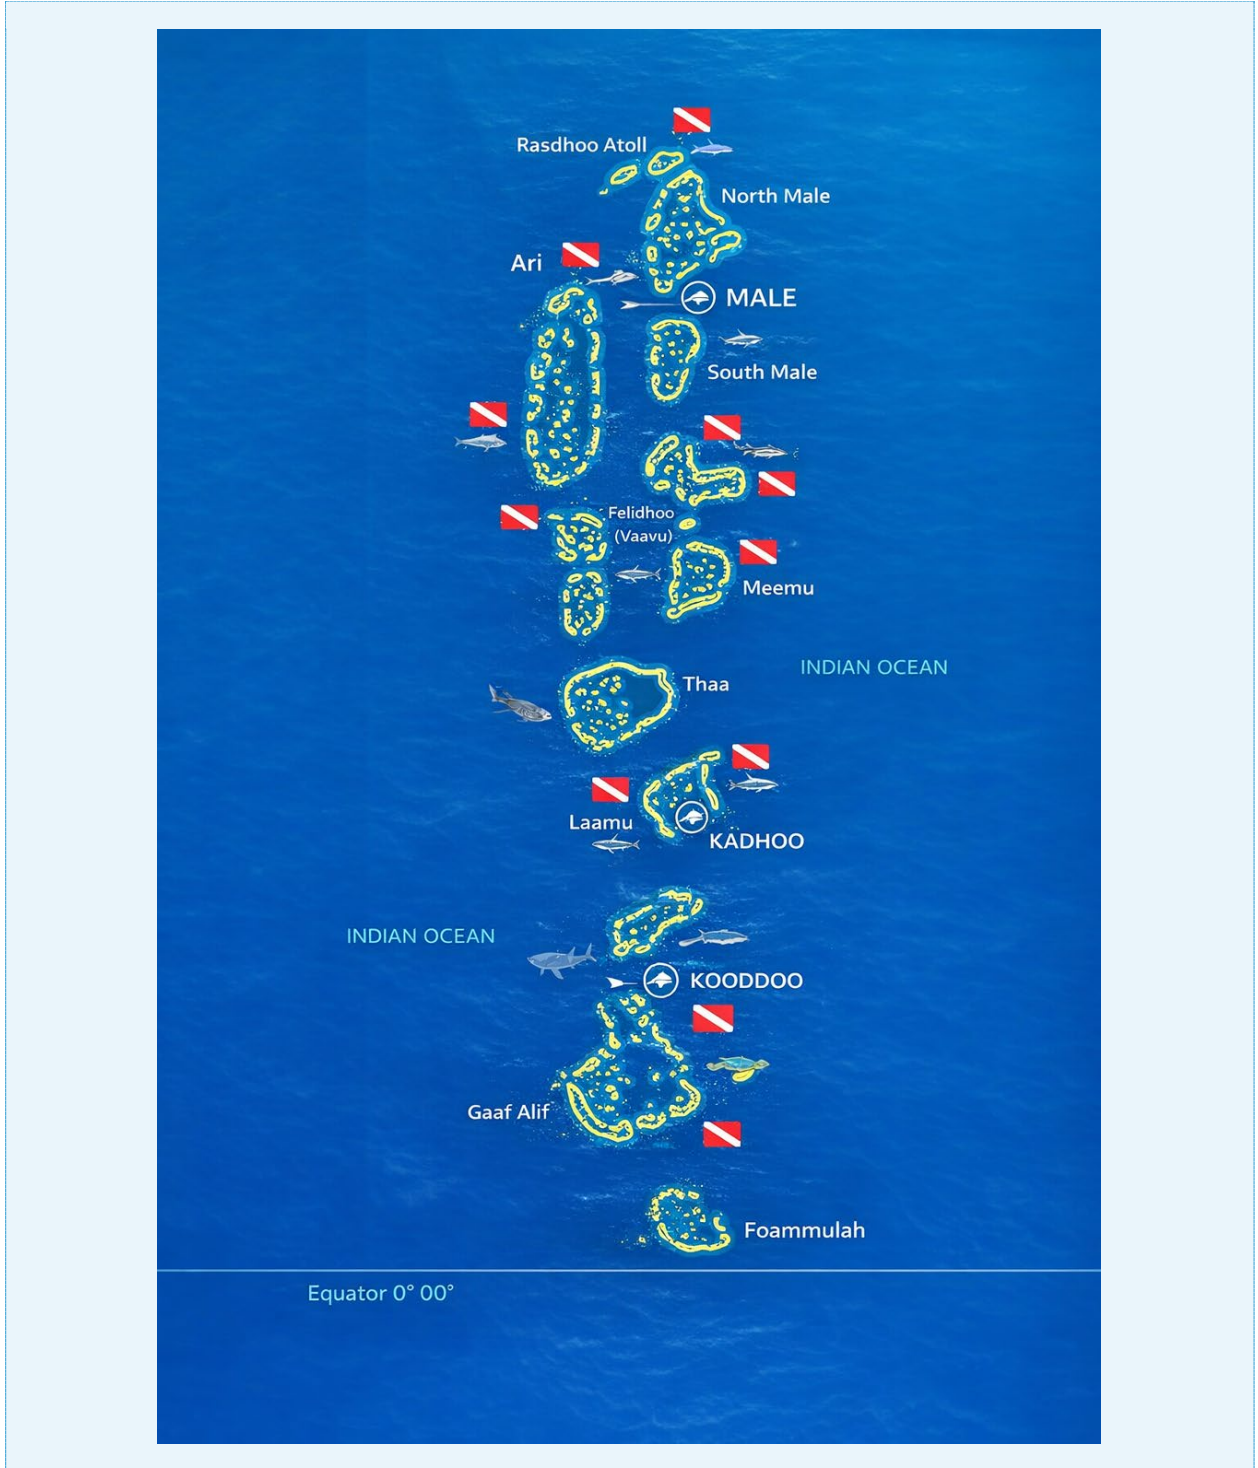 Rasdhoo Atoll
North Male
Ari
MALE
South Male
Felidhoo
(Vaavu)
Meemu
INDIAN OCEAN
Thaa
Laamu
KADHOO
INDIAN OCEAN
KOODDOO
Gaaf Alif
Foammulah
Equator 0° 00°